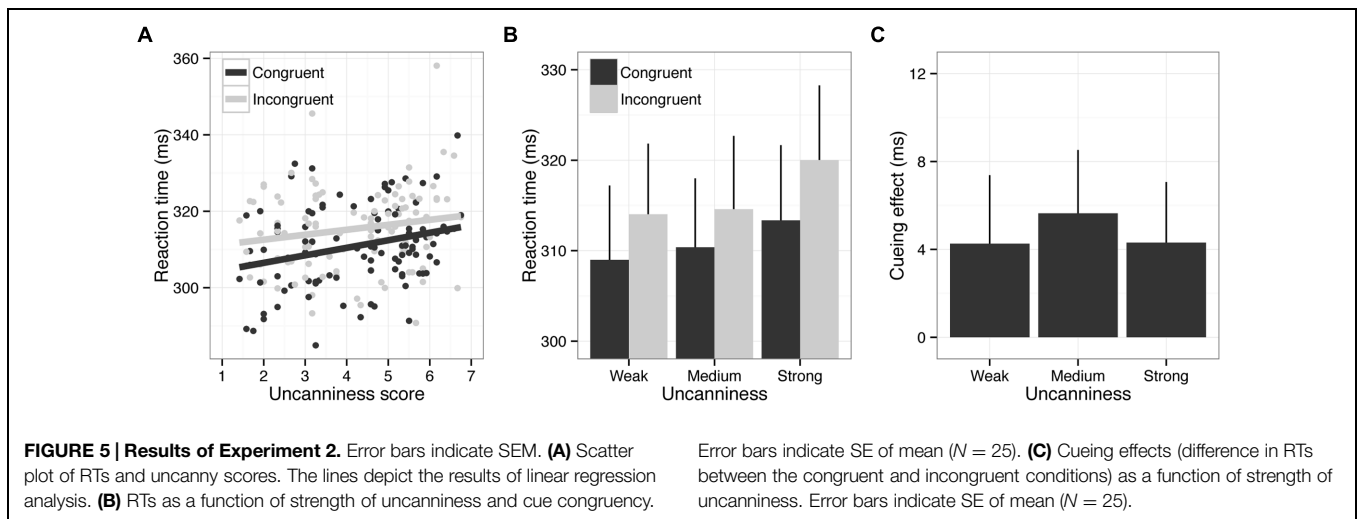 A
360
340
320
300
Reaction time (ms)
Congruent
Incongruent
1 2 3 4 5 6 7
Uncanniness score
B
330
320
310
300
Reaction time (ms)
Congruent
Incongruent
Weak Medium Strong
Uncanniness
C
12
8
4
0
Cueing effect (ms)
Weak Medium Strong
Uncanniness
FIGURE 5 | Results of Experiment 2. Error bars indicate SEM. (A) Scatter
plot of RTs and uncanny scores. The lines depict the results of linear regression
analysis. (B) RTs as a function of strength of uncanniness and cue congruency.
Error bars indicate SE of mean (N = 25). (C) Cueing effects (difference in RTs
between the congruent and incongruent conditions) as a function of strength of
uncanniness. Error bars indicate SE of mean (N = 25).